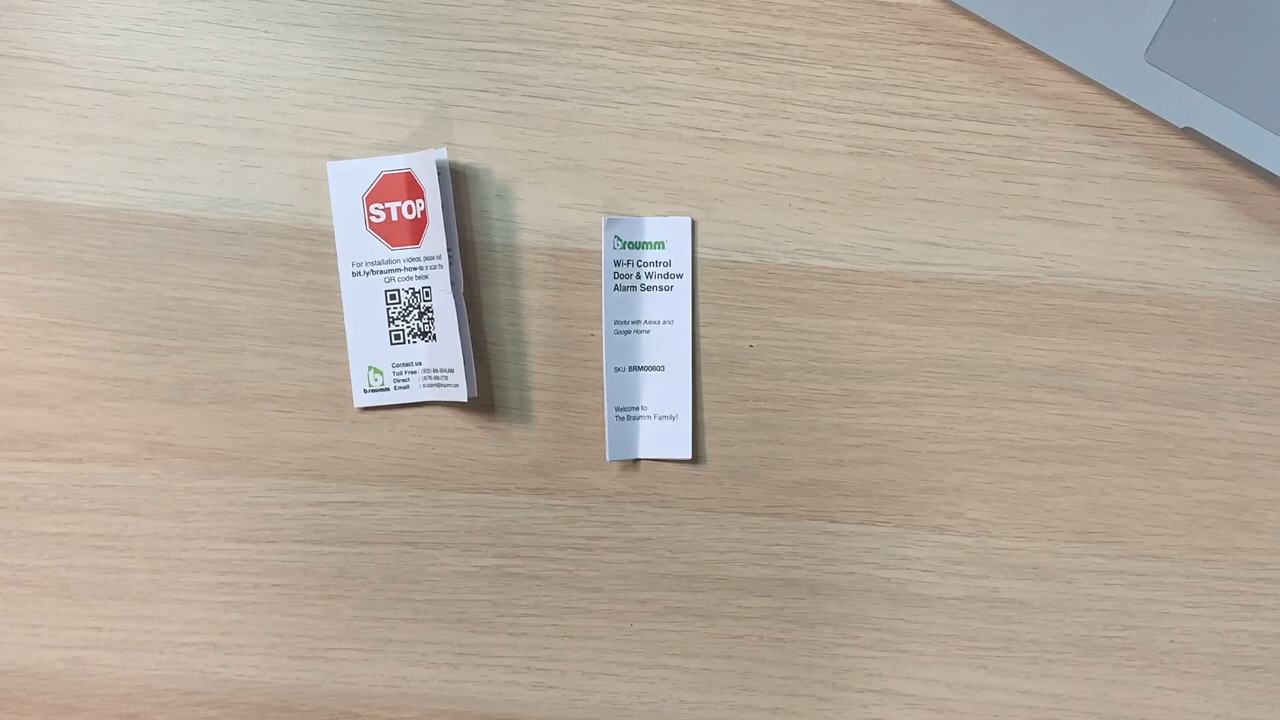 STOP
For installation videos, please visit
bit.ly/braumm-how-to or scan the
QR code below
braumm
Contact us
Toll Free
Direct
Email
braumm
Wi-Fi Control
Door & Window
Alarm Sensor
Works with Alexa and
Google Home
SKU: BRM00803
Welcome to
The Braumm Family!